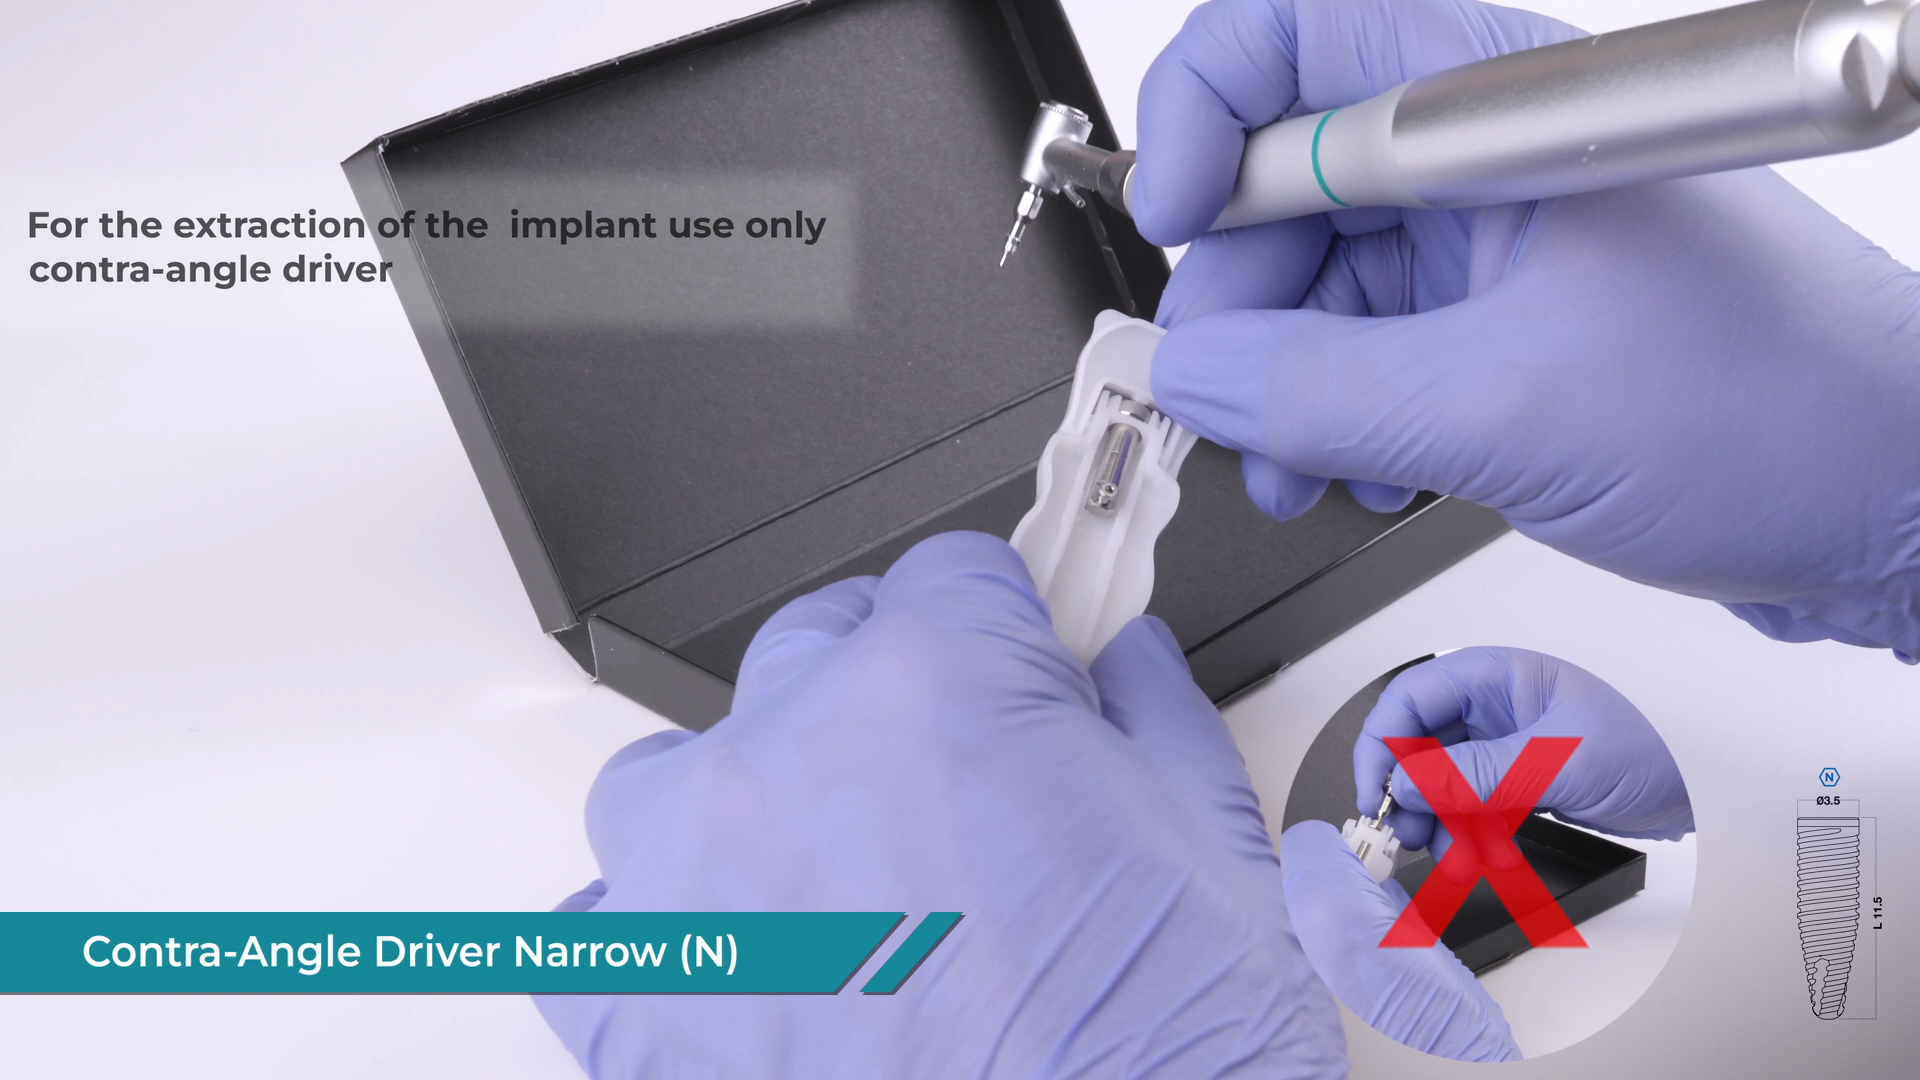 For the extraction of the  implant use only
contra-angle driver
N
Ø3.5
L 11.5
Contra-Angle Driver Narrow (N)